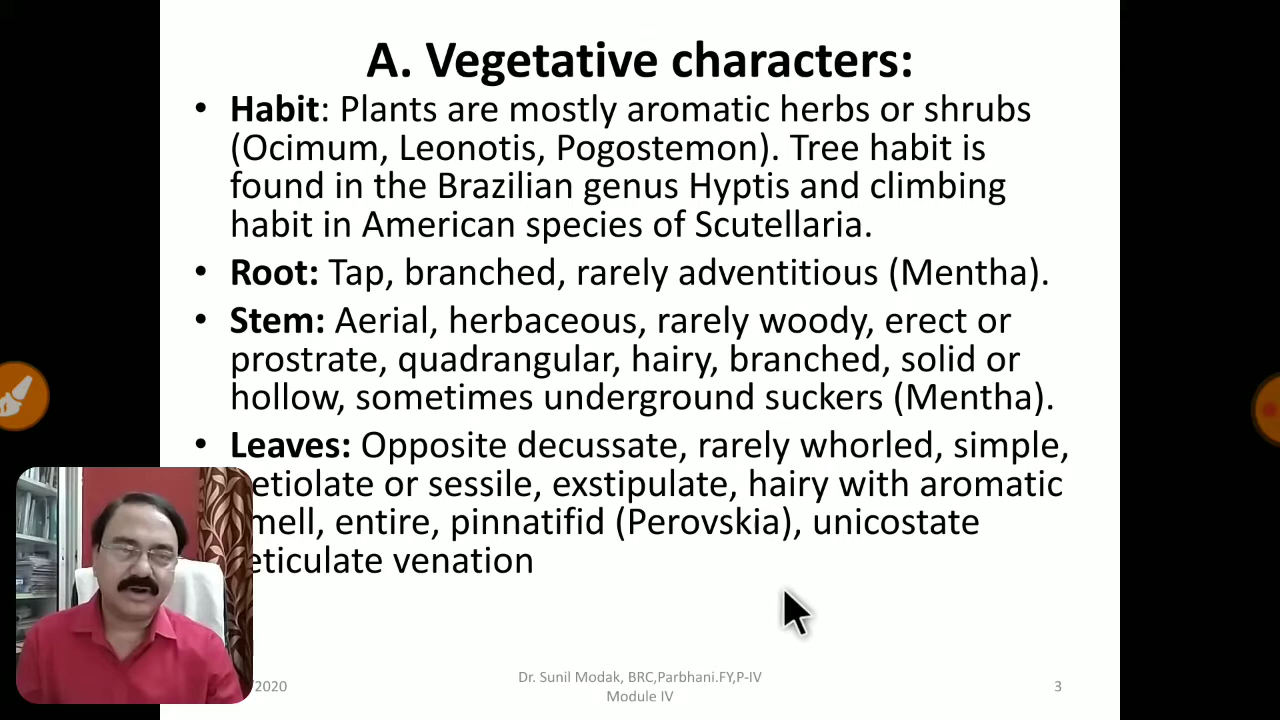 A. Vegetative characters:
• Habit: Plants are mostly aromatic herbs or shrubs
(Ocimum, Leonotis, Pogostemon). Tree habit is
found in the Brazilian genus Hyptis and climbing
habit in American species of Scutellaria.
• Root: Tap, branched, rarely adventitious (Mentha).
• Stem: Aerial, herbaceous, rarely woody, erect or
prostrate, quadrangular, hairy, branched, solid or
hollow, sometimes underground suckers (Mentha).
• Leaves: Opposite decussate, rarely whorled, simple,
etiolate or sessile, exstipulate, hairy with aromatic
mell, entire, pinnatifid (Perovskia), unicostate
eticulate venation
/2020
Dr. Sunil Modak, BRC,Parbhani.FY,P-IV
Module IV
3